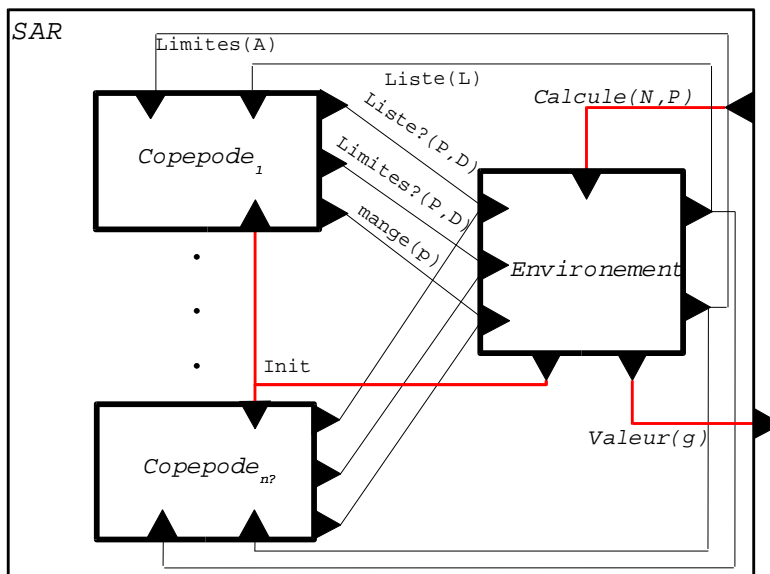 SAR
Limites(A)
Liste(L)
Calcule(N,P)
Liste?(P,D)
Copepode1
Limites?(P,D)
mange(p)
Environement
Init
Valeur(g)
Copepoden?